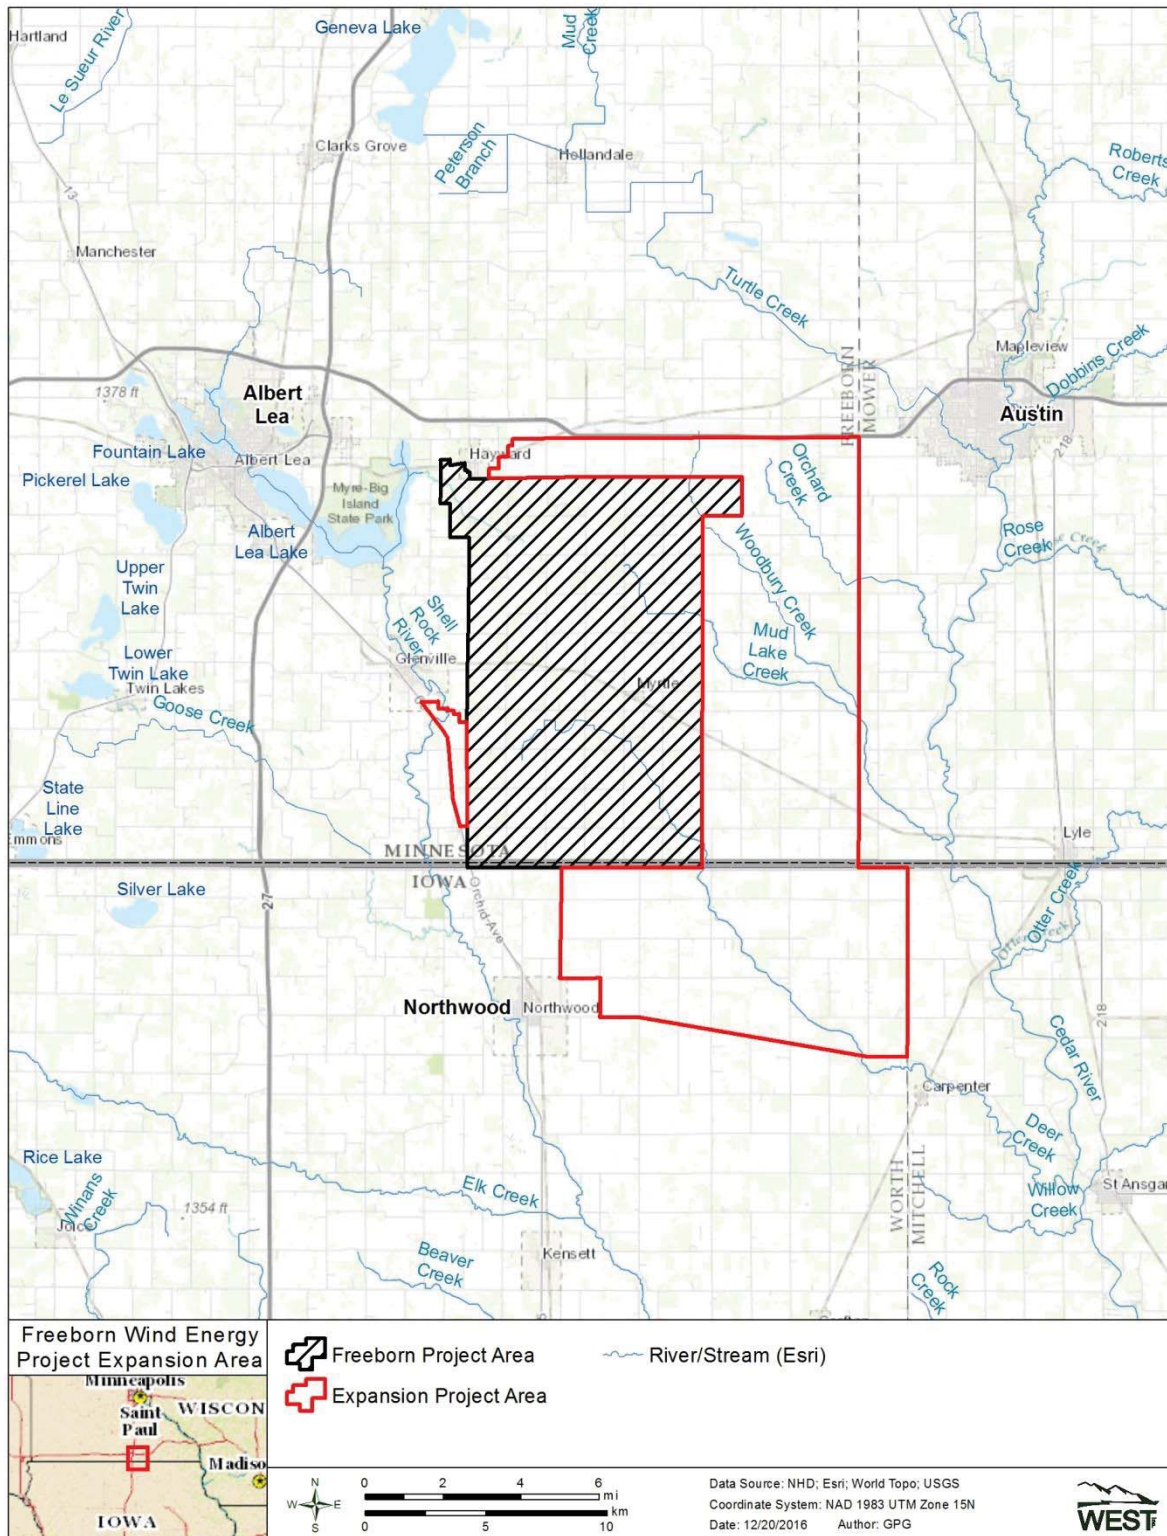 Hartland
Le Sueur River
Geneva Lake
Mud
Creek
Clarks Grove
Peterson
Branch
Hollandale
Roberts
Creek
13
Manchester
Turtle Creek
FREEBORN
MOWER
Mapleview
Dobbins Creek
1378 ft
Albert
Lea
Austin
218
Fountain Lake
Albert Lea
Hayward
Pickerel Lake
Myre-Big
Island
State Park
Orchard
Creek
Albert
Lea Lake
Woodbury Creek
Rose
Creek
Upper
Twin
Lake
Shell
Rock
River
Mud
Lake
Creek
Lower
Twin Lake
Glenville
Myrtle
Twin Lakes
Goose Creek
State
Line
Lake
mmons
Lyle
MINNESOTA
IOWA
Silver Lake
27
Orchid-Ave
Otter Creek
Northwood
Northwood
Cedar River
218
Carpenter
Deer
Creek
Rice Lake
Winans
Creek
Joice
1354 ft
Elk Creek
WORTH
MITCHELL
Willow
Creek
St Ansgar
Beaver
Creek
Kensett
Rock
Creek
Freeborn Wind Energy
Project Expansion Area
Minneapolis
Saint
Paul
WISCON
Madiso
IOWA
Freeborn Project Area
River/Stream (Esri)
Expansion Project Area
N
W E
S
0 2 4 6
mi
km
0 5 10
Data Source: NHD; Esri; World Topo; USGS
Coordinate System: NAD 1983 UTM Zone 15N
Date: 12/20/2016 Author: GPG
WEST